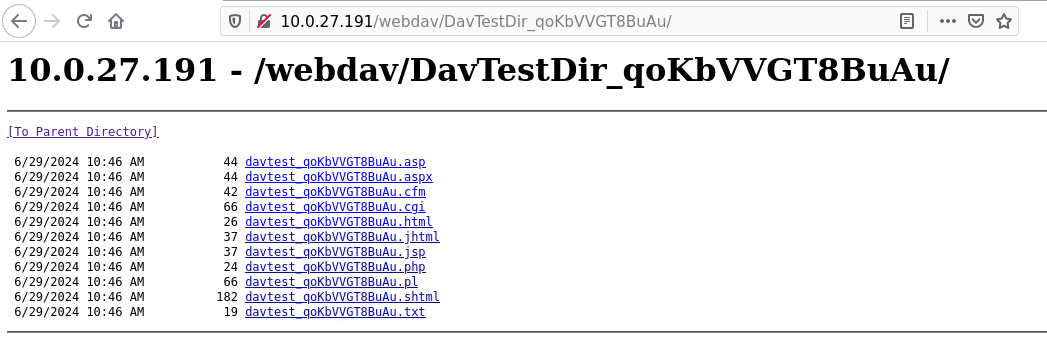 10.0.27.191/webdav/DavTestDir_qoKbVVGT8BuAu/
10.0.27.191 - /webdav/DavTestDir_qoKbVVGT8BuAu/
[To Parent Directory]
6/29/2024 10:46 AM 44 davtest_qoKbVVGT8BuAu.asp
6/29/2024 10:46 AM 44 davtest_qoKbVVGT8BuAu.aspx
6/29/2024 10:46 AM 42 davtest_qoKbVVGT8BuAu.cfm
6/29/2024 10:46 AM 66 davtest_qoKbVVGT8BuAu.cgi
6/29/2024 10:46 AM 26 davtest_qoKbVVGT8BuAu.html
6/29/2024 10:46 AM 37 davtest_qoKbVVGT8BuAu.jhtml
6/29/2024 10:46 AM 37 davtest_qoKbVVGT8BuAu.jsp
6/29/2024 10:46 AM 24 davtest_qoKbVVGT8BuAu.php
6/29/2024 10:46 AM 66 davtest_qoKbVVGT8BuAu.pl
6/29/2024 10:46 AM 182 davtest_qoKbVVGT8BuAu.shtml
6/29/2024 10:46 AM 19 davtest_qoKbVVGT8BuAu.txt